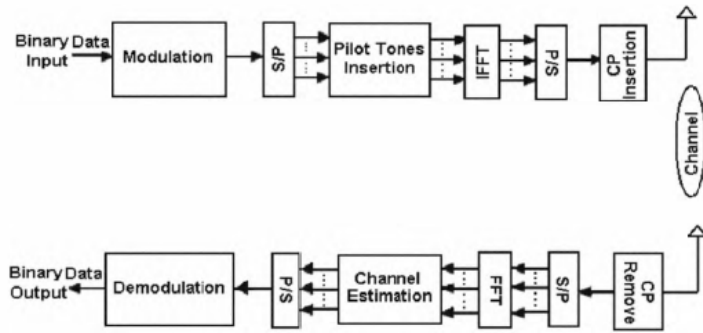 Binary Data
Input
Modulation
S/P
Pilot Tones
Insertion
IFFT
P/S
CP
Insertion
Channel
Binary Data
Output
Demodulation
P/S
Channel
Estimation
FFT
S/P
CP
Remove